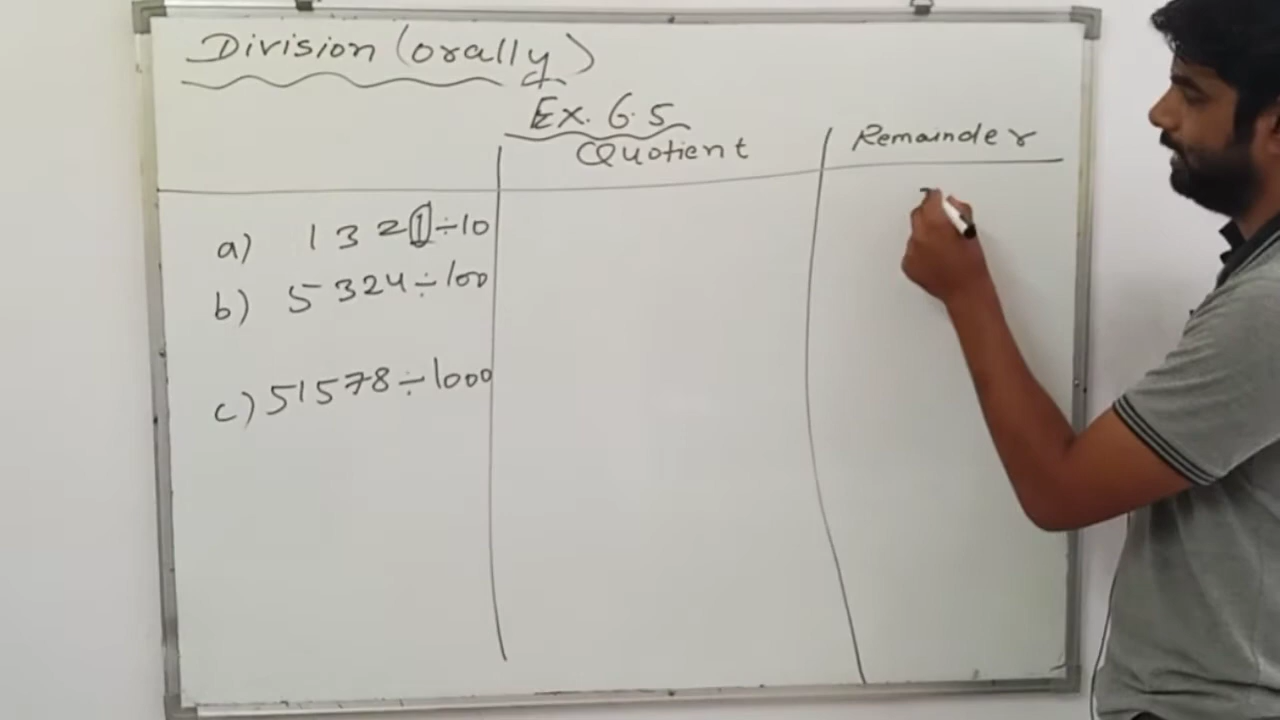 Division (orally)
Ex. 6.5
Quotient Remainder
a) 1321÷10
b) 5324÷100
c) 51578÷1000